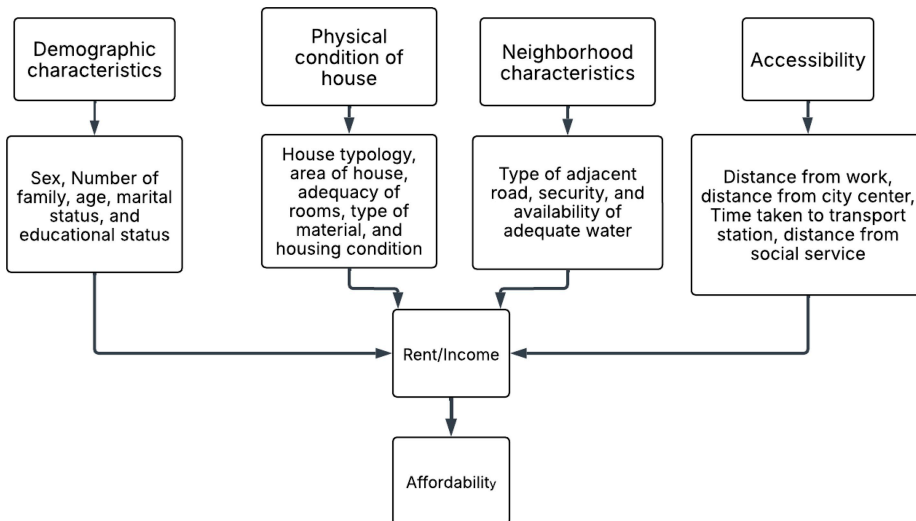 Demographic
characteristics
Physical
condition of
house
Neighborhood
characteristics
Accessibility
Sex, Number of
family, age, marital
status, and
educational status
House typology,
area of house,
adequacy of
rooms, type of
material, and
housing condition
Type of adjacent
road, security, and
availability of
adequate water
Distance from work,
distance from city center,
Time taken to transport
station, distance from
social service
Rent/Income
Affordability